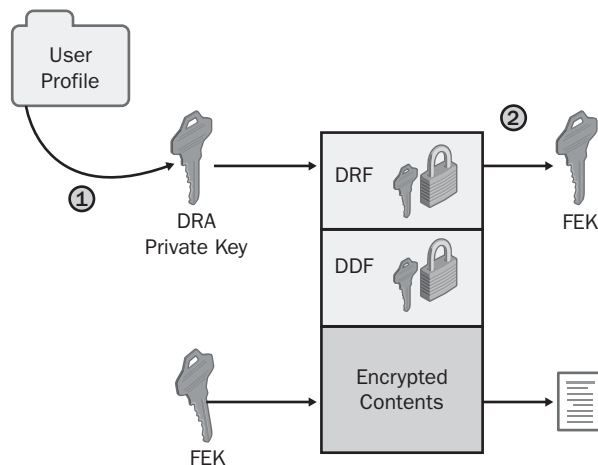 User
Profile
2
DRF
1
DRA
Private Key
FEK
DDF
Encrypted
Contents
FEK